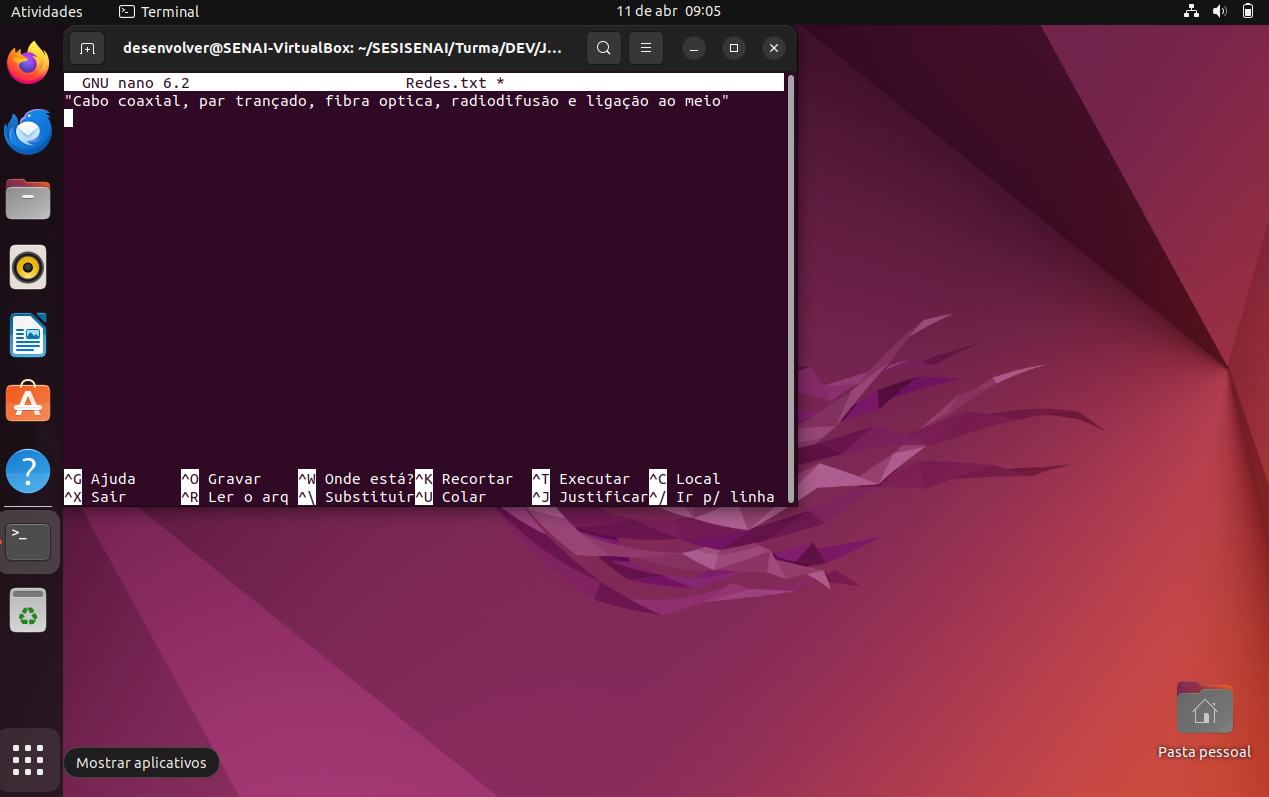 Atividades Terminal 11 de abr 09:05
desenvolver@SENAI-VirtualBox: ~/SESISENAI/Turma/DEV/J...
GNU nano 6.2 Redes.txt *
"Cabo coaxial, par trançado, fibra optica, radiodifusão e ligação ao meio"
^G Ajuda ^O Gravar ^W Onde está? ^K Recortar ^T Executar ^C Local
^X Sair ^R Ler o arq ^\ Substituir ^U Colar ^J Justificar ^/ Ir p/ linha
Pasta pessoal
Mostrar aplicativos